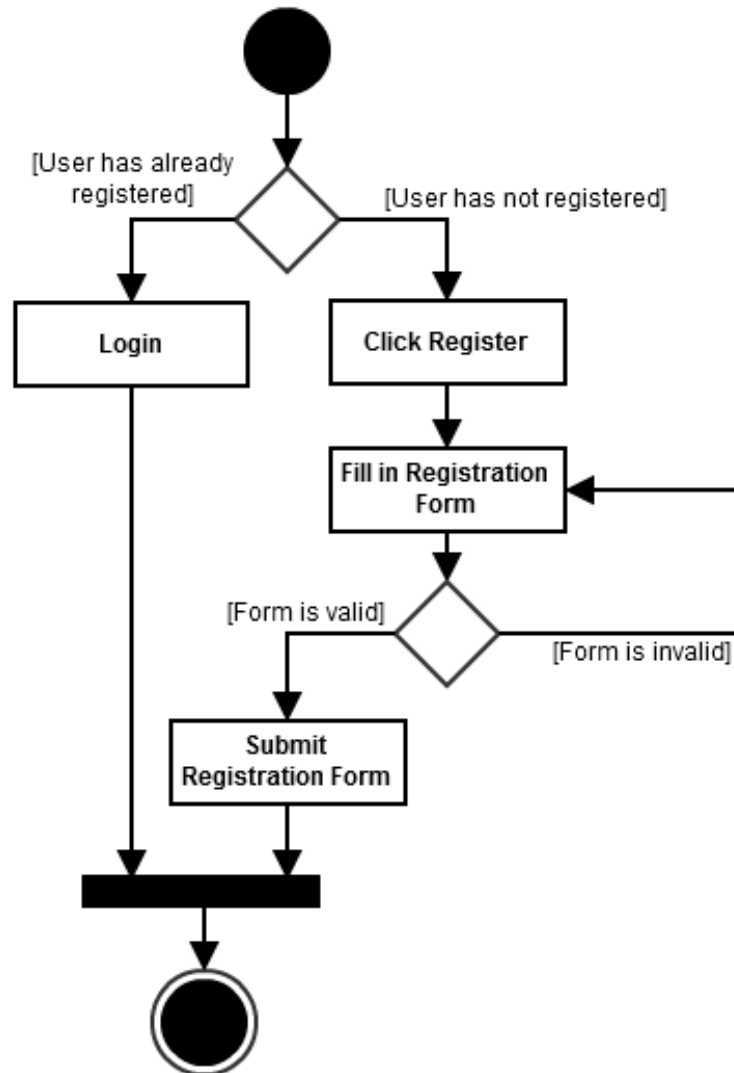 [User has already
registered]
[User has not registered]
Login
Click Register
Fill in Registration
Form
[Form is valid]
[Form is invalid]
Submit
Registration Form